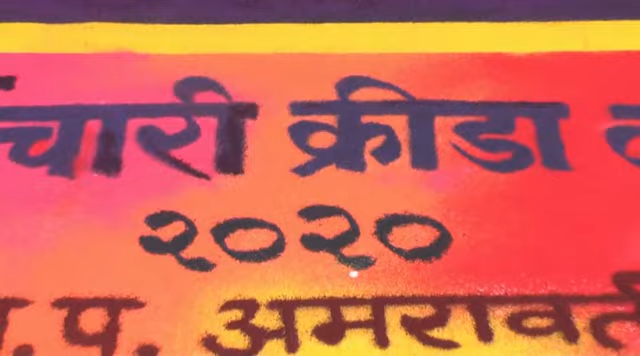 चारी क्रीडा
२०२०
प. अमरावती